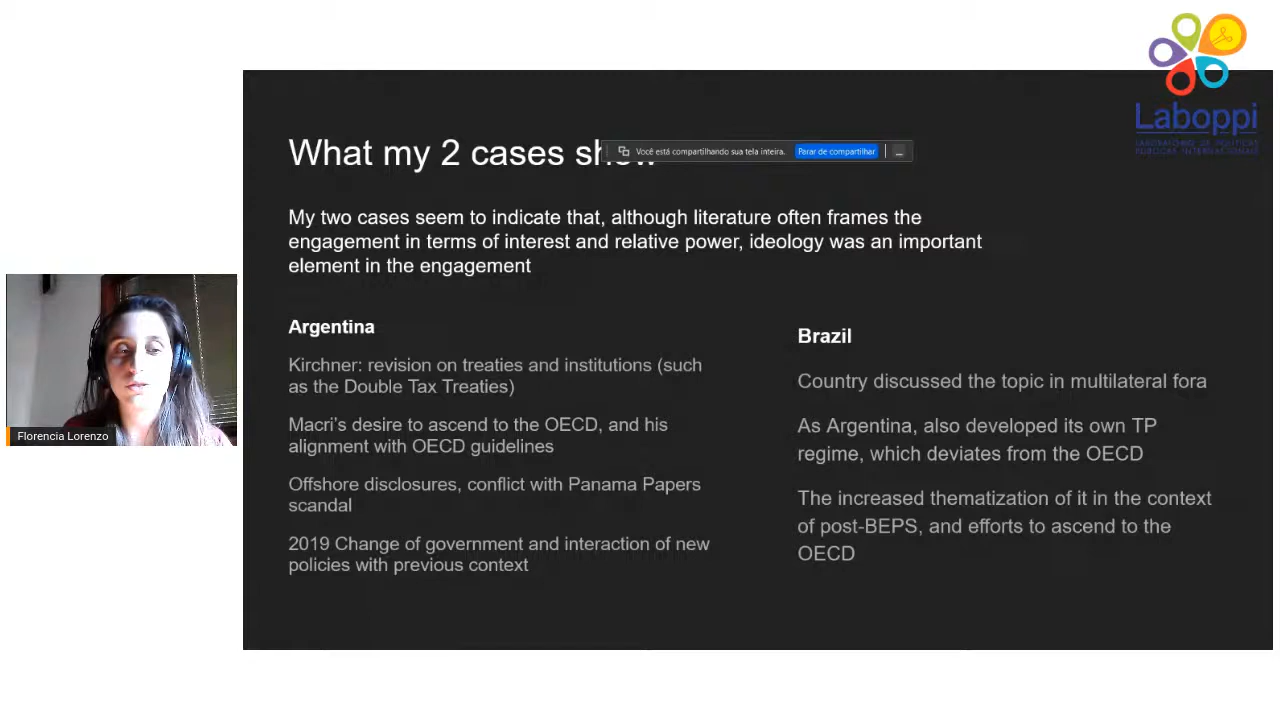 Laboppi
LABORATÓRIO DE POLÍTICAS
PÚBLICAS INTERNACIONAIS
What my 2 cases show
Você está compartilhando sua tela inteira. Parar de compartilhar
My two cases seem to indicate that, although literature often frames the
engagement in terms of interest and relative power, ideology was an important
element in the engagement
Argentina
Kirchner: revision on treaties and institutions (such
as the Double Tax Treaties)
Macri's desire to ascend to the OECD, and his
alignment with OECD guidelines
Offshore disclosures, conflict with Panama Papers
scandal
2019 Change of government and interaction of new
policies with previous context
Brazil
Country discussed the topic in multilateral fora
As Argentina, also developed its own TP
regime, which deviates from the OECD
The increased thematization of it in the context
of post-BEPS, and efforts to ascend to the
OECD
Florencia Lorenzo